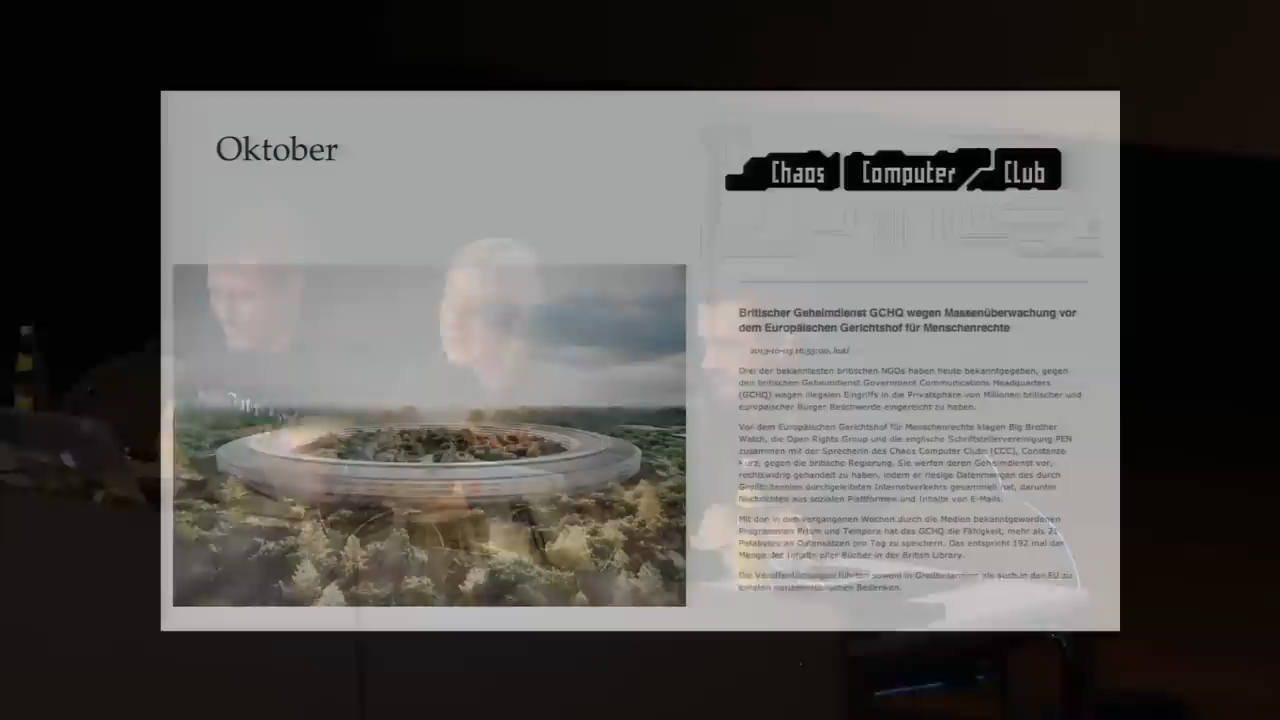 Oktober
Chaos Computer Club
Britischer Geheimdienst GCHQ wegen Massenüberwachung vor
dem Europäischen Gerichtshof für Menschenrechte
2013-10-03 16:55:00,
Drei der bekanntesten britischen NGOs haben heute bekanntgegeben, gegen
den britischen Geheimdienst Government Communications Headquarters
(GCHQ) wegen illegalen Eingriffs in die Privatsphäre von Millionen britischer und
europäischer Bürger Beschwerde eingereicht zu haben.
Vor dem Europäischen Gerichtshof für Menschenrechte klagen Big Brother
Watch, die Open Rights Group und die englische Schriftstellervereinigung PEN
zusammen mit der Sprecherin des Chaos Computer Clubs (CCC), Constanze
Kurz, gegen die britische Regierung. Sie werfen deren Geheimdienst vor,
rechtswidrig gehandelt zu haben, indem er riesige Datenmengen des durch
Großbritannien durchgeleiteten Internetverkehrs gesammelt hat, darunter
Nachrichten aus sozialen Plattformen und Inhalte von E-Mails.
Mit den in den vergangenen Wochen durch die Medien bekanntgewordenen
Programmen Prism und Tempora hat das GCHQ die Fähigkeit, mehr als 21
Petabytes an Datensätzen pro Tag zu speichern. Das entspricht 192 mal der
Menge der Inhalte aller Bücher in der British Library.
Die Veröffentlichungen führten sowohl in Großbritannien als auch in der EU zu
Bedenken.